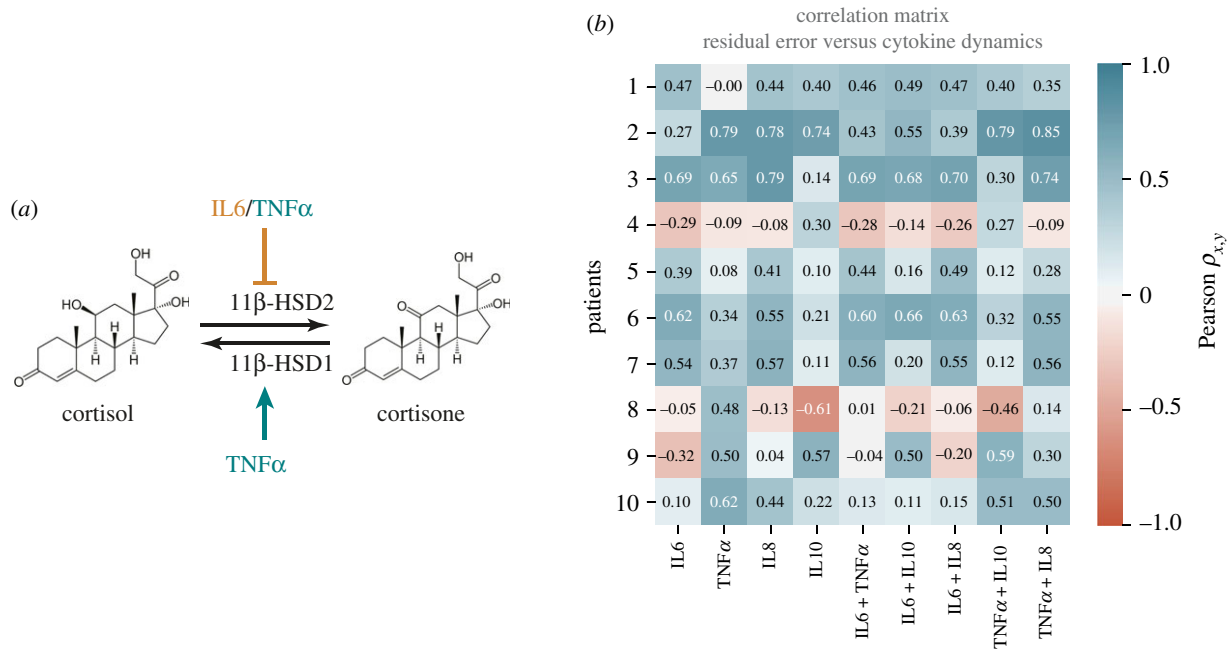 (a)
IL6/TNFα
OH
O
HO
OH
H
H
H
O
cortisol
11β-HSD2
11β-HSD1
OH
O
O
OH
H
H
H
O
cortisone
TNFα
(b)
correlation matrix
residual error versus cytokine dynamics
patients
1 0.47 –0.00 0.44 0.40 0.46 0.49 0.47 0.40 0.35
2 0.27 0.79 0.78 0.74 0.43 0.55 0.39 0.79 0.85
3 0.69 0.65 0.79 0.14 0.69 0.68 0.70 0.30 0.74
4 –0.29 –0.09 –0.08 0.30 –0.28 –0.14 –0.26 0.27 –0.09
5 0.39 0.08 0.41 0.10 0.44 0.16 0.49 0.12 0.28
6 0.62 0.34 0.55 0.21 0.60 0.66 0.63 0.32 0.55
7 0.54 0.37 0.56 0.11 0.56 0.20 0.55 0.12 0.56
8 –0.05 0.48 –0.13 –0.61 0.01 –0.21 –0.06 –0.46 0.14
9 –0.32 0.50 0.04 0.57 –0.04 0.50 –0.20 0.59 0.30
10 0.10 0.62 0.44 0.22 0.13 0.11 0.15 0.51 0.50
IL6
TNFα
IL8
IL10
IL6 + TNFα
IL6 + IL10
IL6 + IL8
TNFα + IL10
TNFα + IL8
1.0
0.5
0
–0.5
–1.0
Pearson ρx,y